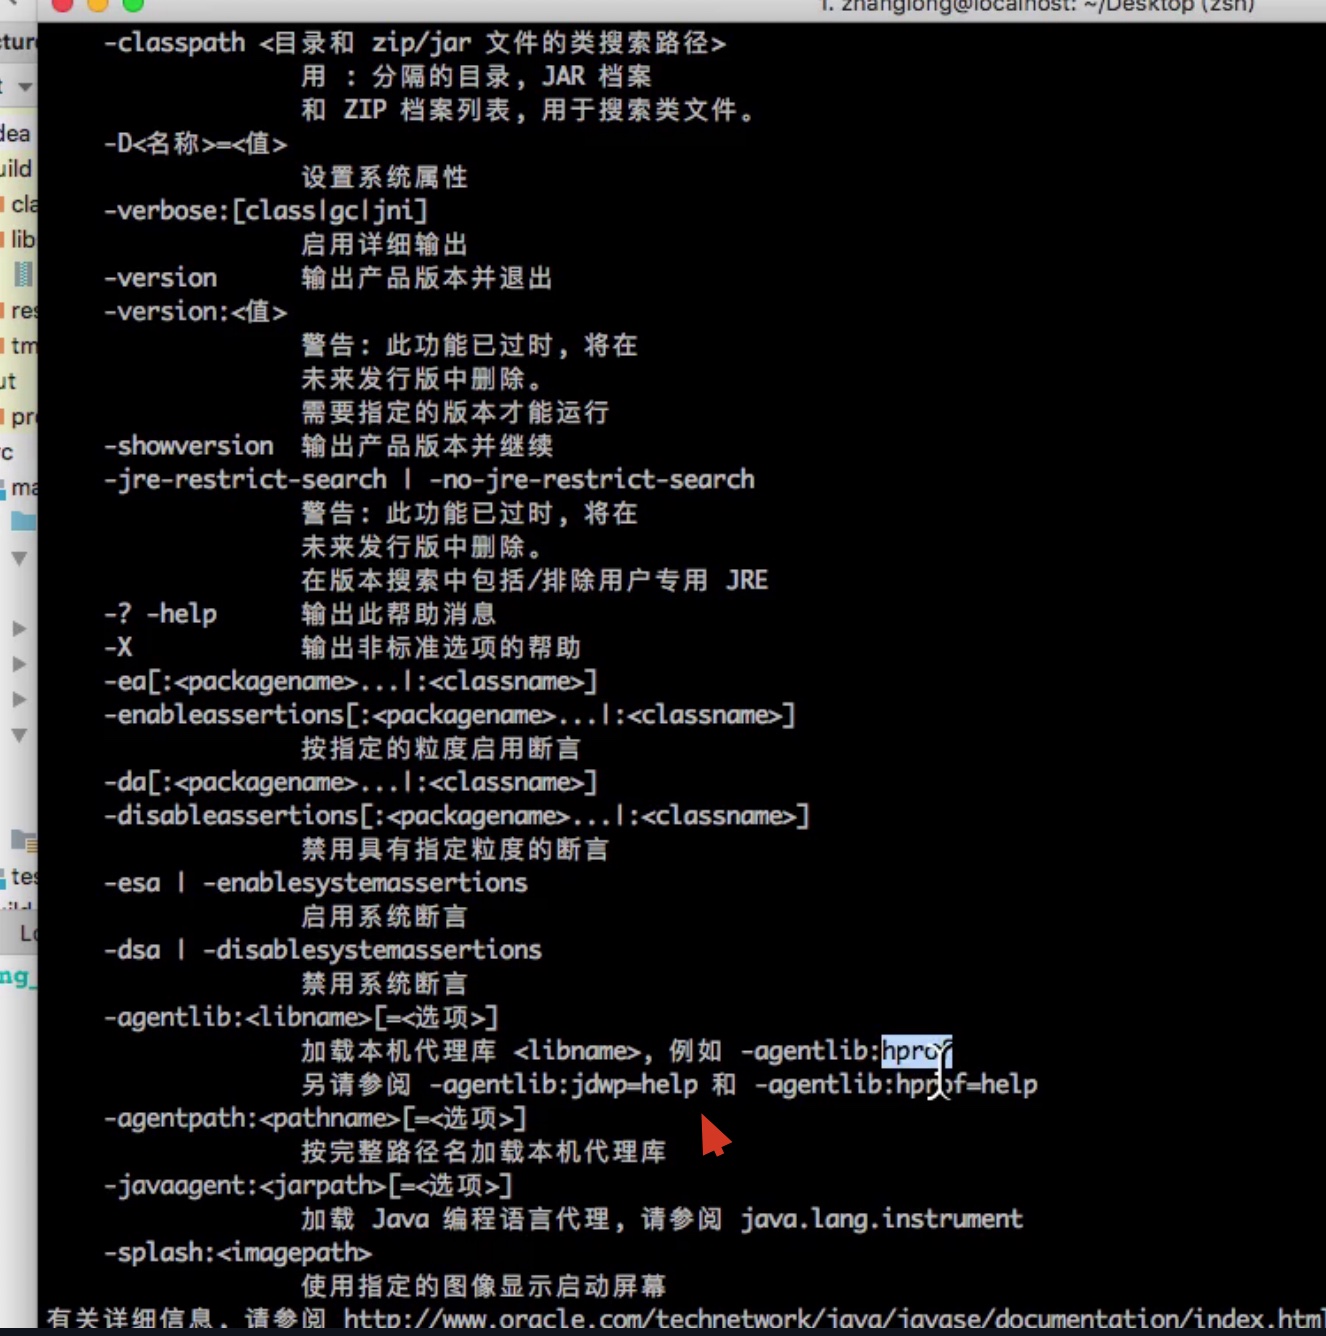 1. zhanglong@localhost: ~/Desktop (zsh)
-classpath <目录和 zip/jar 文件的类搜索路径>
用 : 分隔的目录, JAR 档案
和 ZIP 档案列表, 用于搜索类文件。
-D<名称>=<值>
设置系统属性
-verbose:[class|gc|jni]
启用详细输出
-version 输出产品版本并退出
-version:<值>
警告: 此功能已过时, 将在
未来发行版中删除。
需要指定的版本才能运行
-showversion 输出产品版本并继续
-jre-restrict-search | -no-jre-restrict-search
警告: 此功能已过时, 将在
未来发行版中删除。
在版本搜索中包括/排除用户专用 JRE
-? -help 输出此帮助消息
-X 输出非标准选项的帮助
-ea[:<packagename>...|:<classname>]
-enableassertions[:<packagename>...|:<classname>]
按指定的粒度启用断言
-da[:<packagename>...|:<classname>]
-disableassertions[:<packagename>...|:<classname>]
禁用具有指定粒度的断言
-esa | -enablesystemassertions
启用系统断言
-dsa | -disablesystemassertions
禁用系统断言
-agentlib:<libname>[=<选项>]
加载本机代理库 <libname>, 例如 -agentlib:hprof
另请参阅 -agentlib:jdwp=help 和 -agentlib:hprof=help
-agentpath:<pathname>[=<选项>]
按完整路径名加载本机代理库
-javaagent:<jarpath>[=<选项>]
加载 Java 编程语言代理, 请参阅 java.lang.instrument
-splash:<imagepath>
使用指定的图像显示启动屏幕
有关详细信息, 请参阅 http://www.oracle.com/technetwork/java/javase/documentation/index.html